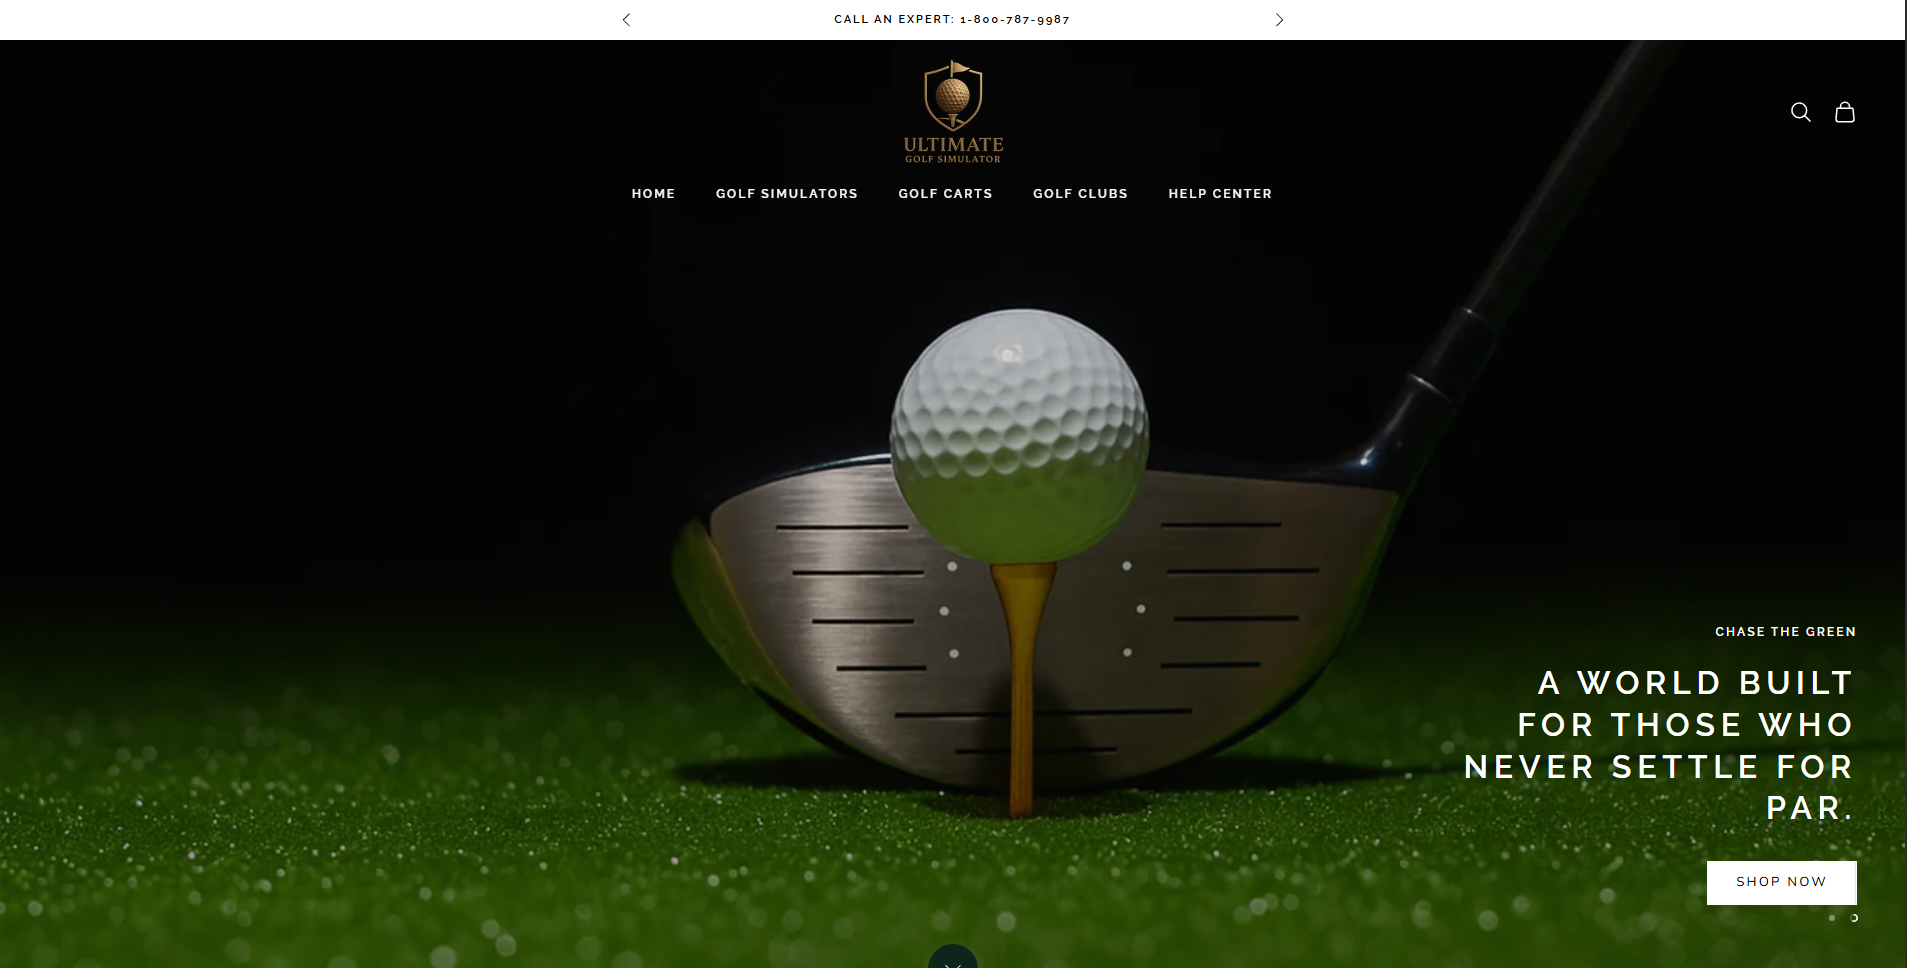 CALL AN EXPERT: 1-800-787-9987
ULTIMATE
GOLF SIMULATOR
HOME GOLF SIMULATORS GOLF CARTS GOLF CLUBS HELP CENTER
CHASE THE GREEN
A WORLD BUILT
FOR THOSE WHO
NEVER SETTLE FOR
PAR.
SHOP NOW